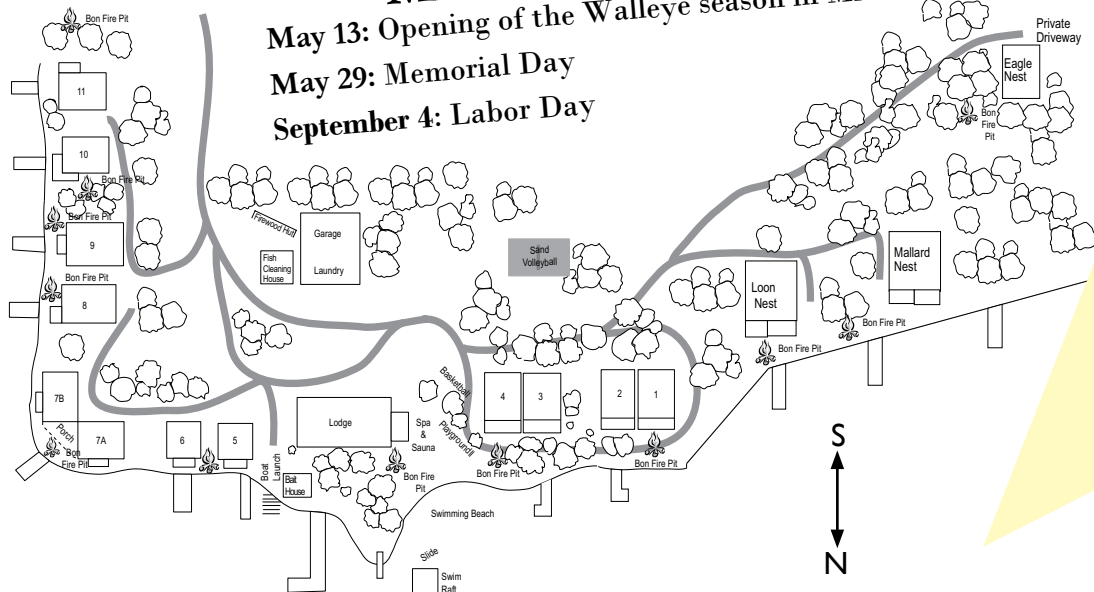 May 13: Opening of the Walleye season in
May 29: Memorial Day
September 4: Labor Day
Bon Fire Pit
11
10
Bon Fire Pit
Bon Fire Pit
9
Bon Fire Pit
8
7B
Porch
7A
Bon
Fire Pit
6
5
Firewood Hut
Fish
Cleaning
House
Garage
Laundry
Boat
Launch
Bait
House
Lodge
Spa
&
Sauna
Bon Fire
Pit
Basketball
Playground
Bon Fire Pit
Swimming Beach
Slide
Swim
Raft
Sand
Volleyball
4
3
2
1
Bon Fire Pit
Loon
Nest
Bon Fire Pit
Mallard
Nest
Bon Fire Pit
Eagle
Nest
Bon
Fire
Pit
Private
Driveway
S
N